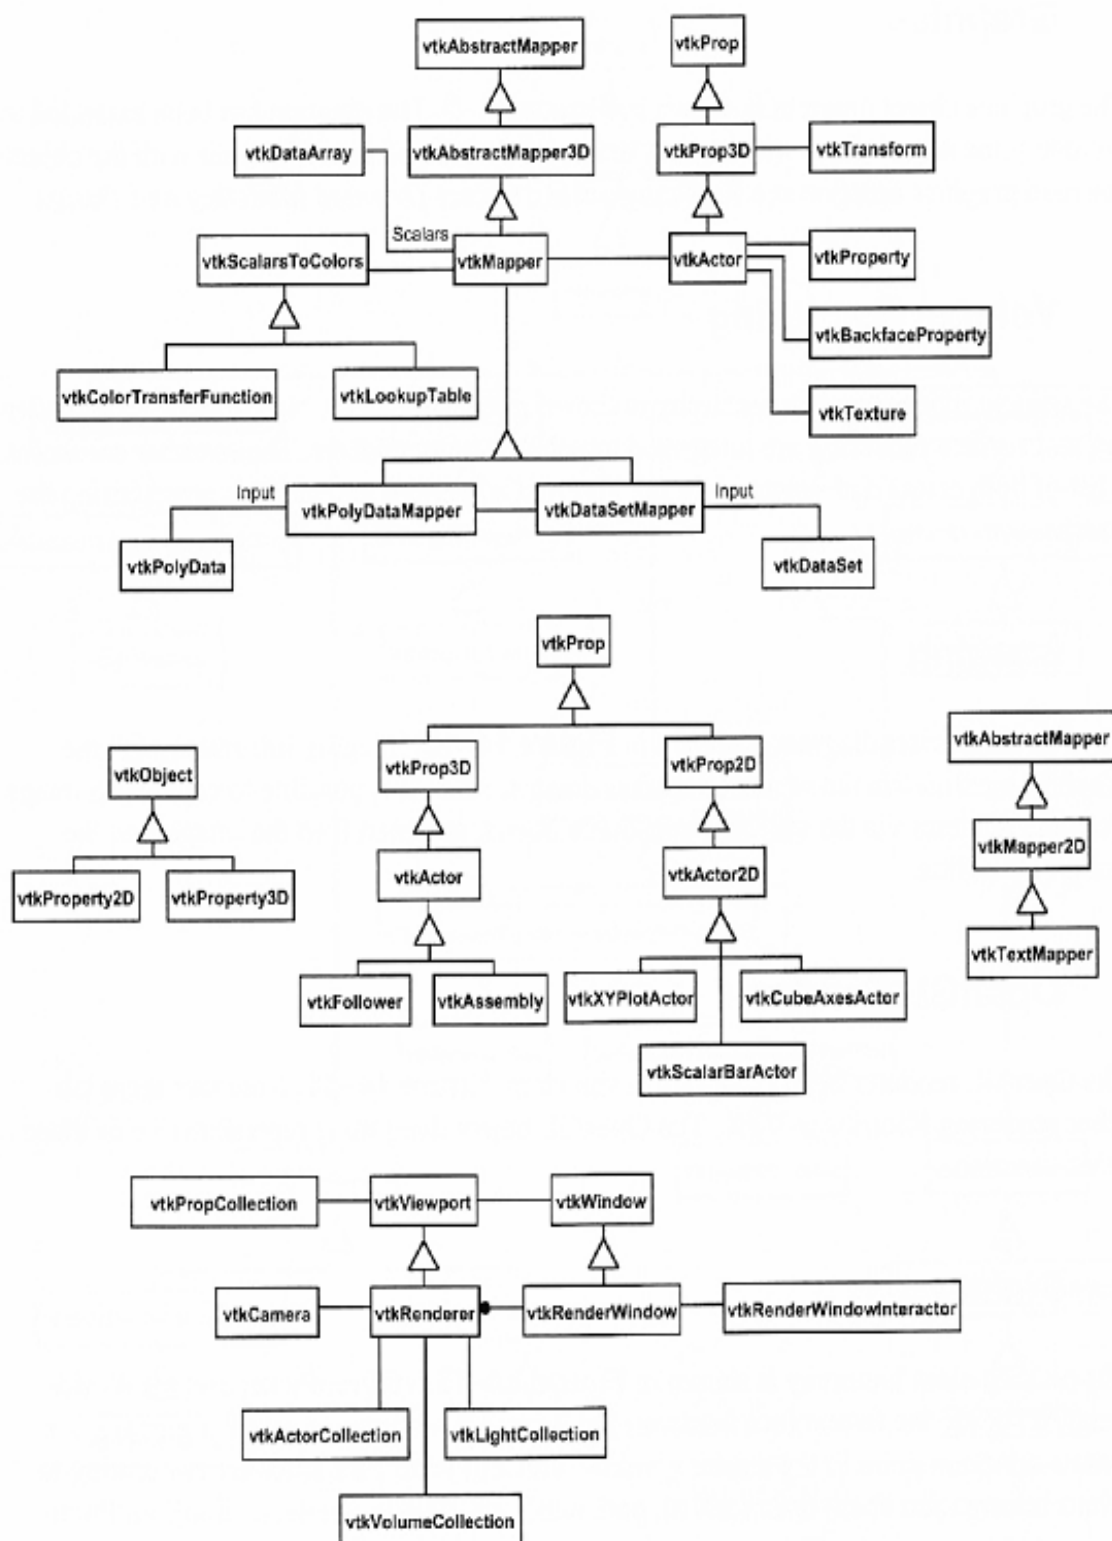 vtkAbstractMapper
vtkProp
vtkDataArray
vtkAbstractMapper3D
vtkProp3D
vtkTransform
Scalars
vtkScalarsToColors
vtkMapper
vtkActor
vtkProperty
vtkBackfaceProperty
vtkColorTransferFunction
vtkLookupTable
vtkTexture
Input
vtkPolyDataMapper
vtkDataSetMapper
Input
vtkPolyData
vtkDataSet
vtkProp
vtkAbstractMapper
vtkObject
vtkProp3D
vtkProp2D
vtkMapper2D
vtkProperty2D
vtkProperty3D
vtkActor
vtkActor2D
vtkTextMapper
vtkFollower
vtkAssembly
vtkXYPlotActor
vtkCubeAxesActor
vtkScalarBarActor
vtkPropCollection
vtkViewport
vtkWindow
vtkCamera
vtkRenderer
vtkRenderWindow
vtkRenderWindowInteractor
vtkActorCollection
vtkLightCollection
vtkVolumeCollection